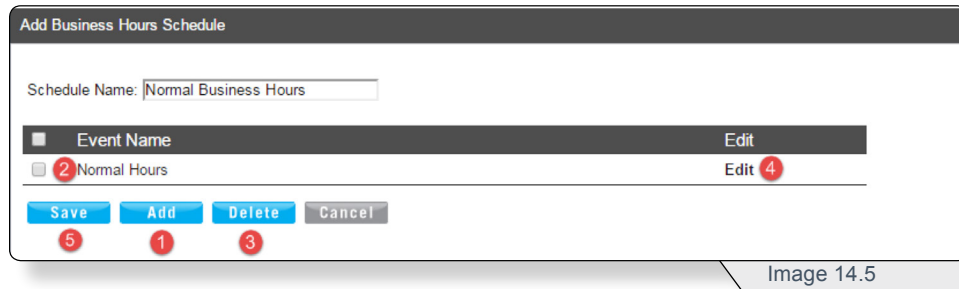 Add Business Hours Schedule
Schedule Name: Normal Business Hours
Event Name Edit
2 Normal Hours Edit 4
Save Add Delete Cancel
5 1 3
Image 14.5